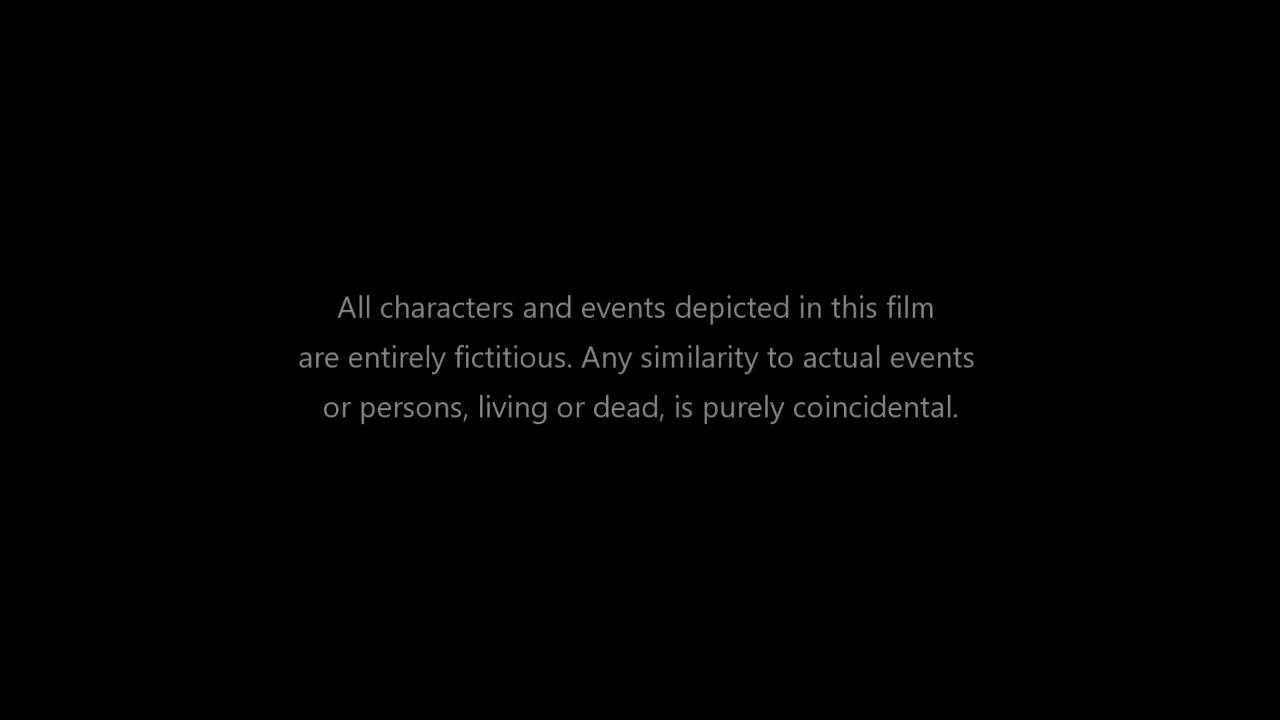 All characters and events depicted in this film
are entirely fictitious. Any similarity to actual events
or persons, living or dead, is purely coincidental.